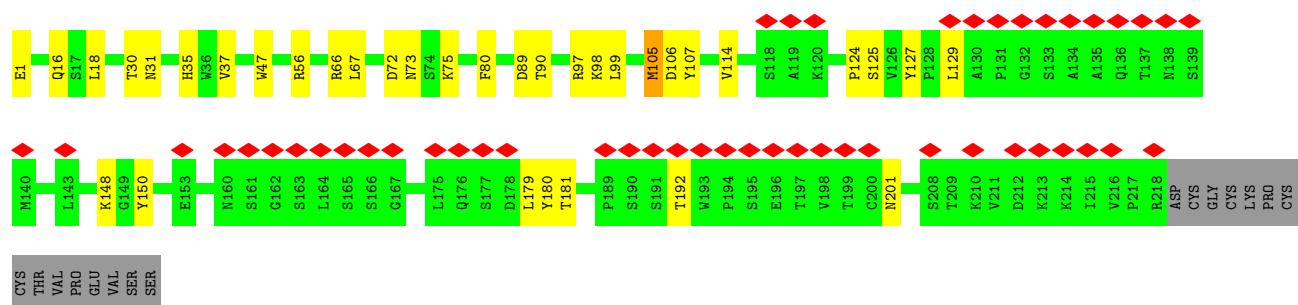 E1 Q16 S17 L18 T30 N31 H35 W36 V37 W47 R56 R66 L67 D72 N73 S74 K75 F80 D89 T90 R97 K98 L99 M105 D106 Y107 V114 S118 A119 K120 P124 S125 V126 Y127 P128 L129 A130 P131 G132 S133 A134 A135 Q136 T137 N138 S139
M140 L143 K148 G149 Y150 E153 N160 S161 G162 S163 L164 S165 S166 G167 L175 Q176 S177 D178 L179 Y180 T181 P189 S190 S191 T192 W193 P194 S195 E196 T197 V198 T199 C200 N201 S208 T209 K210 V211 D212 K213 K214 I215 V216 P217 R218 ASP CYS GLY CYS LYS PRO CYS
CYS THR VAL PRO GLU VAL SER SER